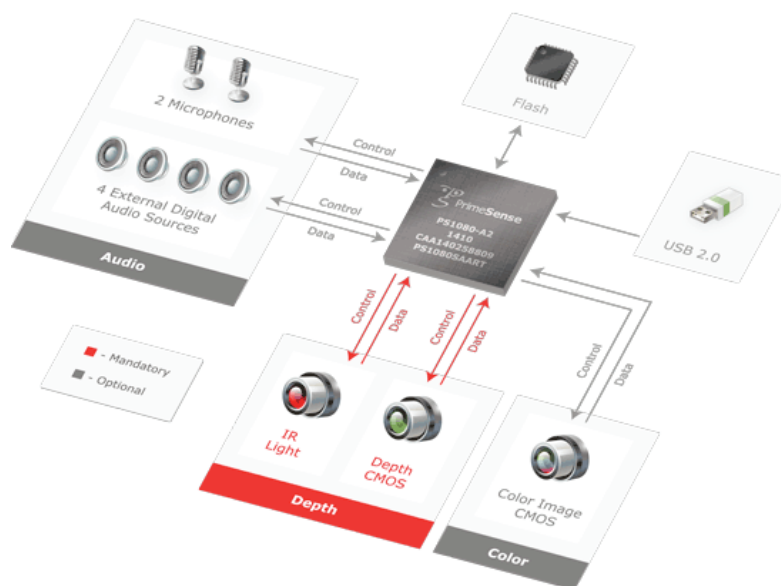 2 Microphones
4 External Digital
Audio Sources
Audio
Control
Data
Control
Data
Flash
PrimeSense
PS1080-A2
1410
CAA140258809
PS1080SAART
USB 2.0
Control
Data
Control
Data
Control
Data
- Mandatory
- Optional
IR
Light
Depth
CMOS
Depth
Color Image
CMOS
Color